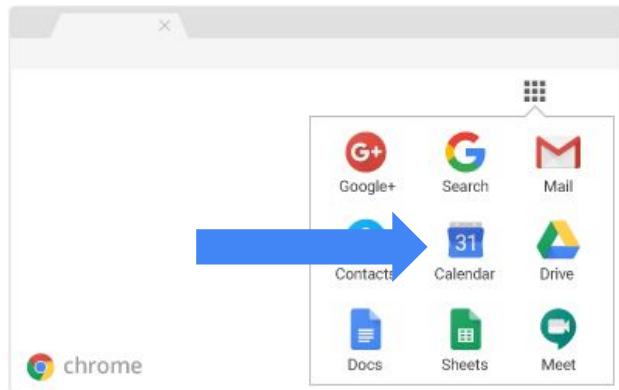 G+
Google+ Search Mail
31
Contacts Calendar Drive
Docs Sheets Meet
chrome